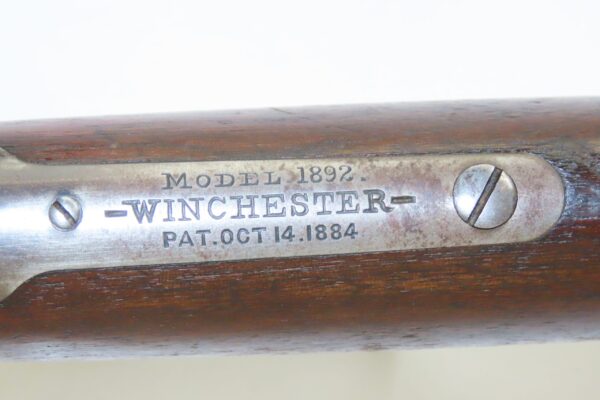 MODEL 1892.
-WINCHESTER-
PAT. OCT 14. 1884